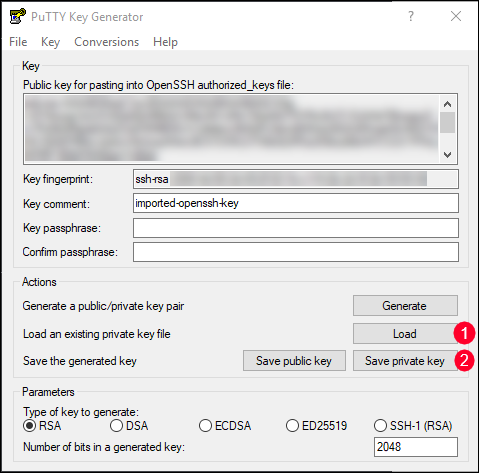 PuTTY Key Generator
?
File Key Conversions Help
Key
Public key for pasting into OpenSSH authorized_keys file:
Key fingerprint: ssh-rsa
Key comment: imported-openssh-key
Key passphrase:
Confirm passphrase:
Actions
Generate a public/private key pair Generate
Load an existing private key file Load 1
Save the generated key Save public key Save private key 2
Parameters
Type of key to generate:
RSA DSA ECDSA ED25519 SSH-1 (RSA)
Number of bits in a generated key: 2048